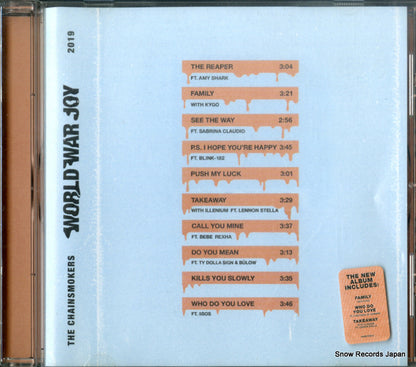 2019
WORLD WAR JOY
THE CHAINSMOKERS
THE REAPER 3:04
FT. AMY SHARK
FAMILY 3:21
WITH KYGO
SEE THE WAY 2:56
FT. SABRINA CLAUDIO
P.S. I HOPE YOU'RE HAPPY 3:45
FT. BLINK-182
PUSH MY LUCK 3:01
TAKEAWAY 3:29
WITH ILLENIUM FT. LENNON STELLA
CALL YOU MINE 3:37
FT. BEBE REXHA
DO YOU MEAN 3:13
FT. TY DOLLA $IGN & BÜLOW
KILLS YOU SLOWLY 3:35
WHO DO YOU LOVE 3:46
FT. 5SOS
THE NEW
ALBUM
INCLUDES:
FAMILY
WHO DO
YOU LOVE
TAKEAWAY
Snow Records Japan